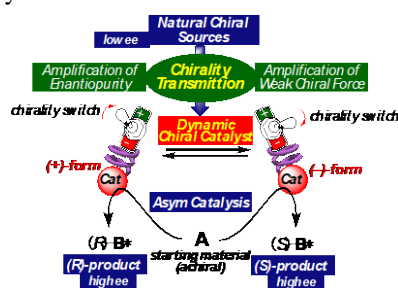 Natural Chiral
Sources
low ee
Amplification of
Enantiopurity
Chirality
Transmittion
Amplification of
Weak Chiral Force
chirality switch
chirality switch
Dynamic
Chiral Catalyst
(+)-form
(-)-form
Cat
Cat
Asym Catalysis
(R)-B*
A
(S)-B*
starting material
(achiral)
(R)-product
high ee
(S)-product
high ee